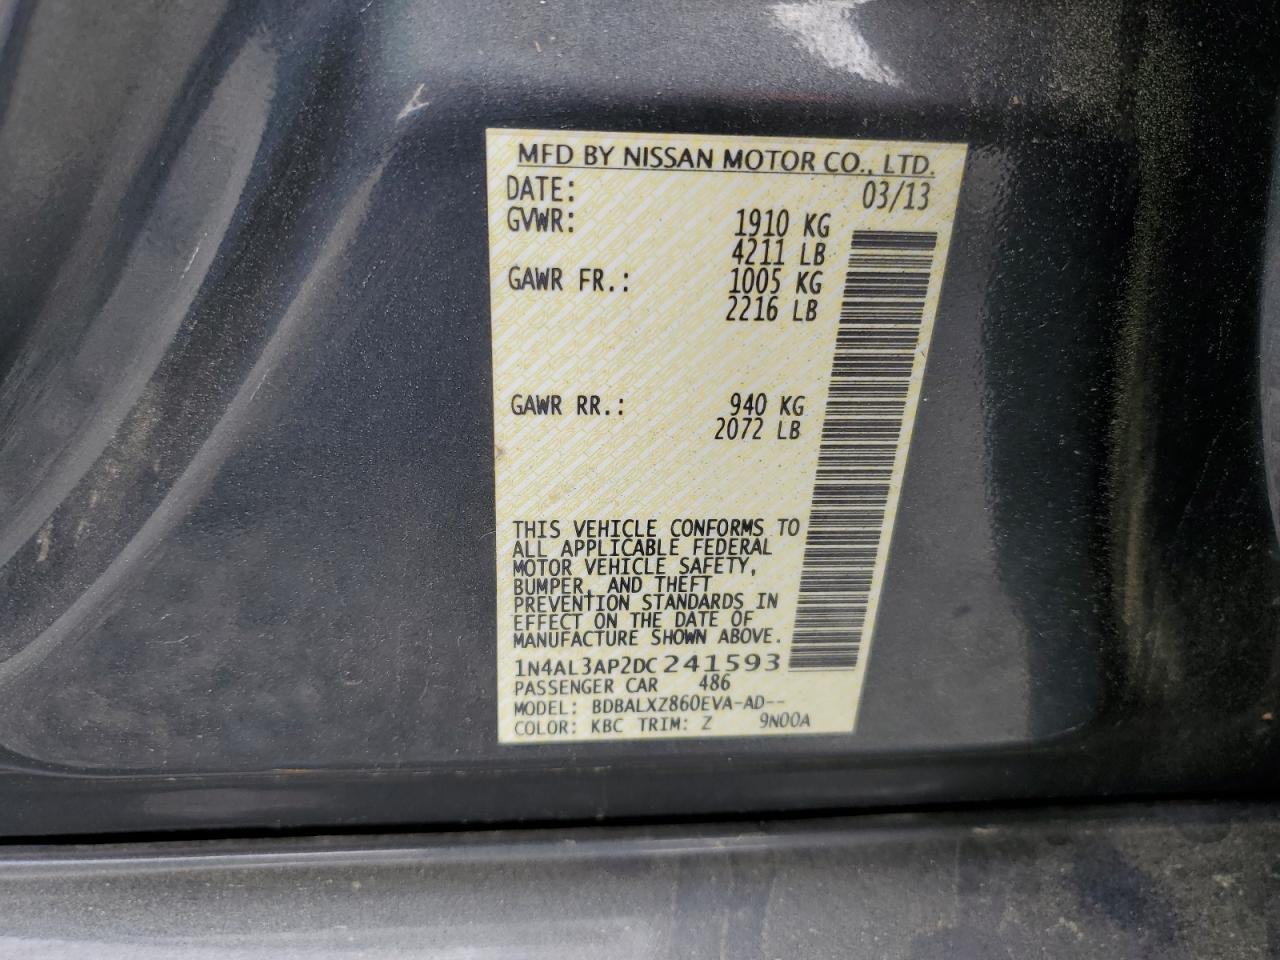 MFD BY NISSAN MOTOR CO., LTD.
DATE: 03/13
GVWR: 1910 KG
4211 LB
GAWR FR.: 1005 KG
2216 LB
GAWR RR.: 940 KG
2072 LB
THIS VEHICLE CONFORMS TO
ALL APPLICABLE FEDERAL
MOTOR VEHICLE SAFETY,
BUMPER, AND THEFT
PREVENTION STANDARDS IN
EFFECT ON THE DATE OF
MANUFACTURE SHOWN ABOVE.
1N4AL3AP2DC241593
PASSENGER CAR 486
MODEL: BDBALXZ860EVA-AD--
COLOR: KBC TRIM: Z 9N00A